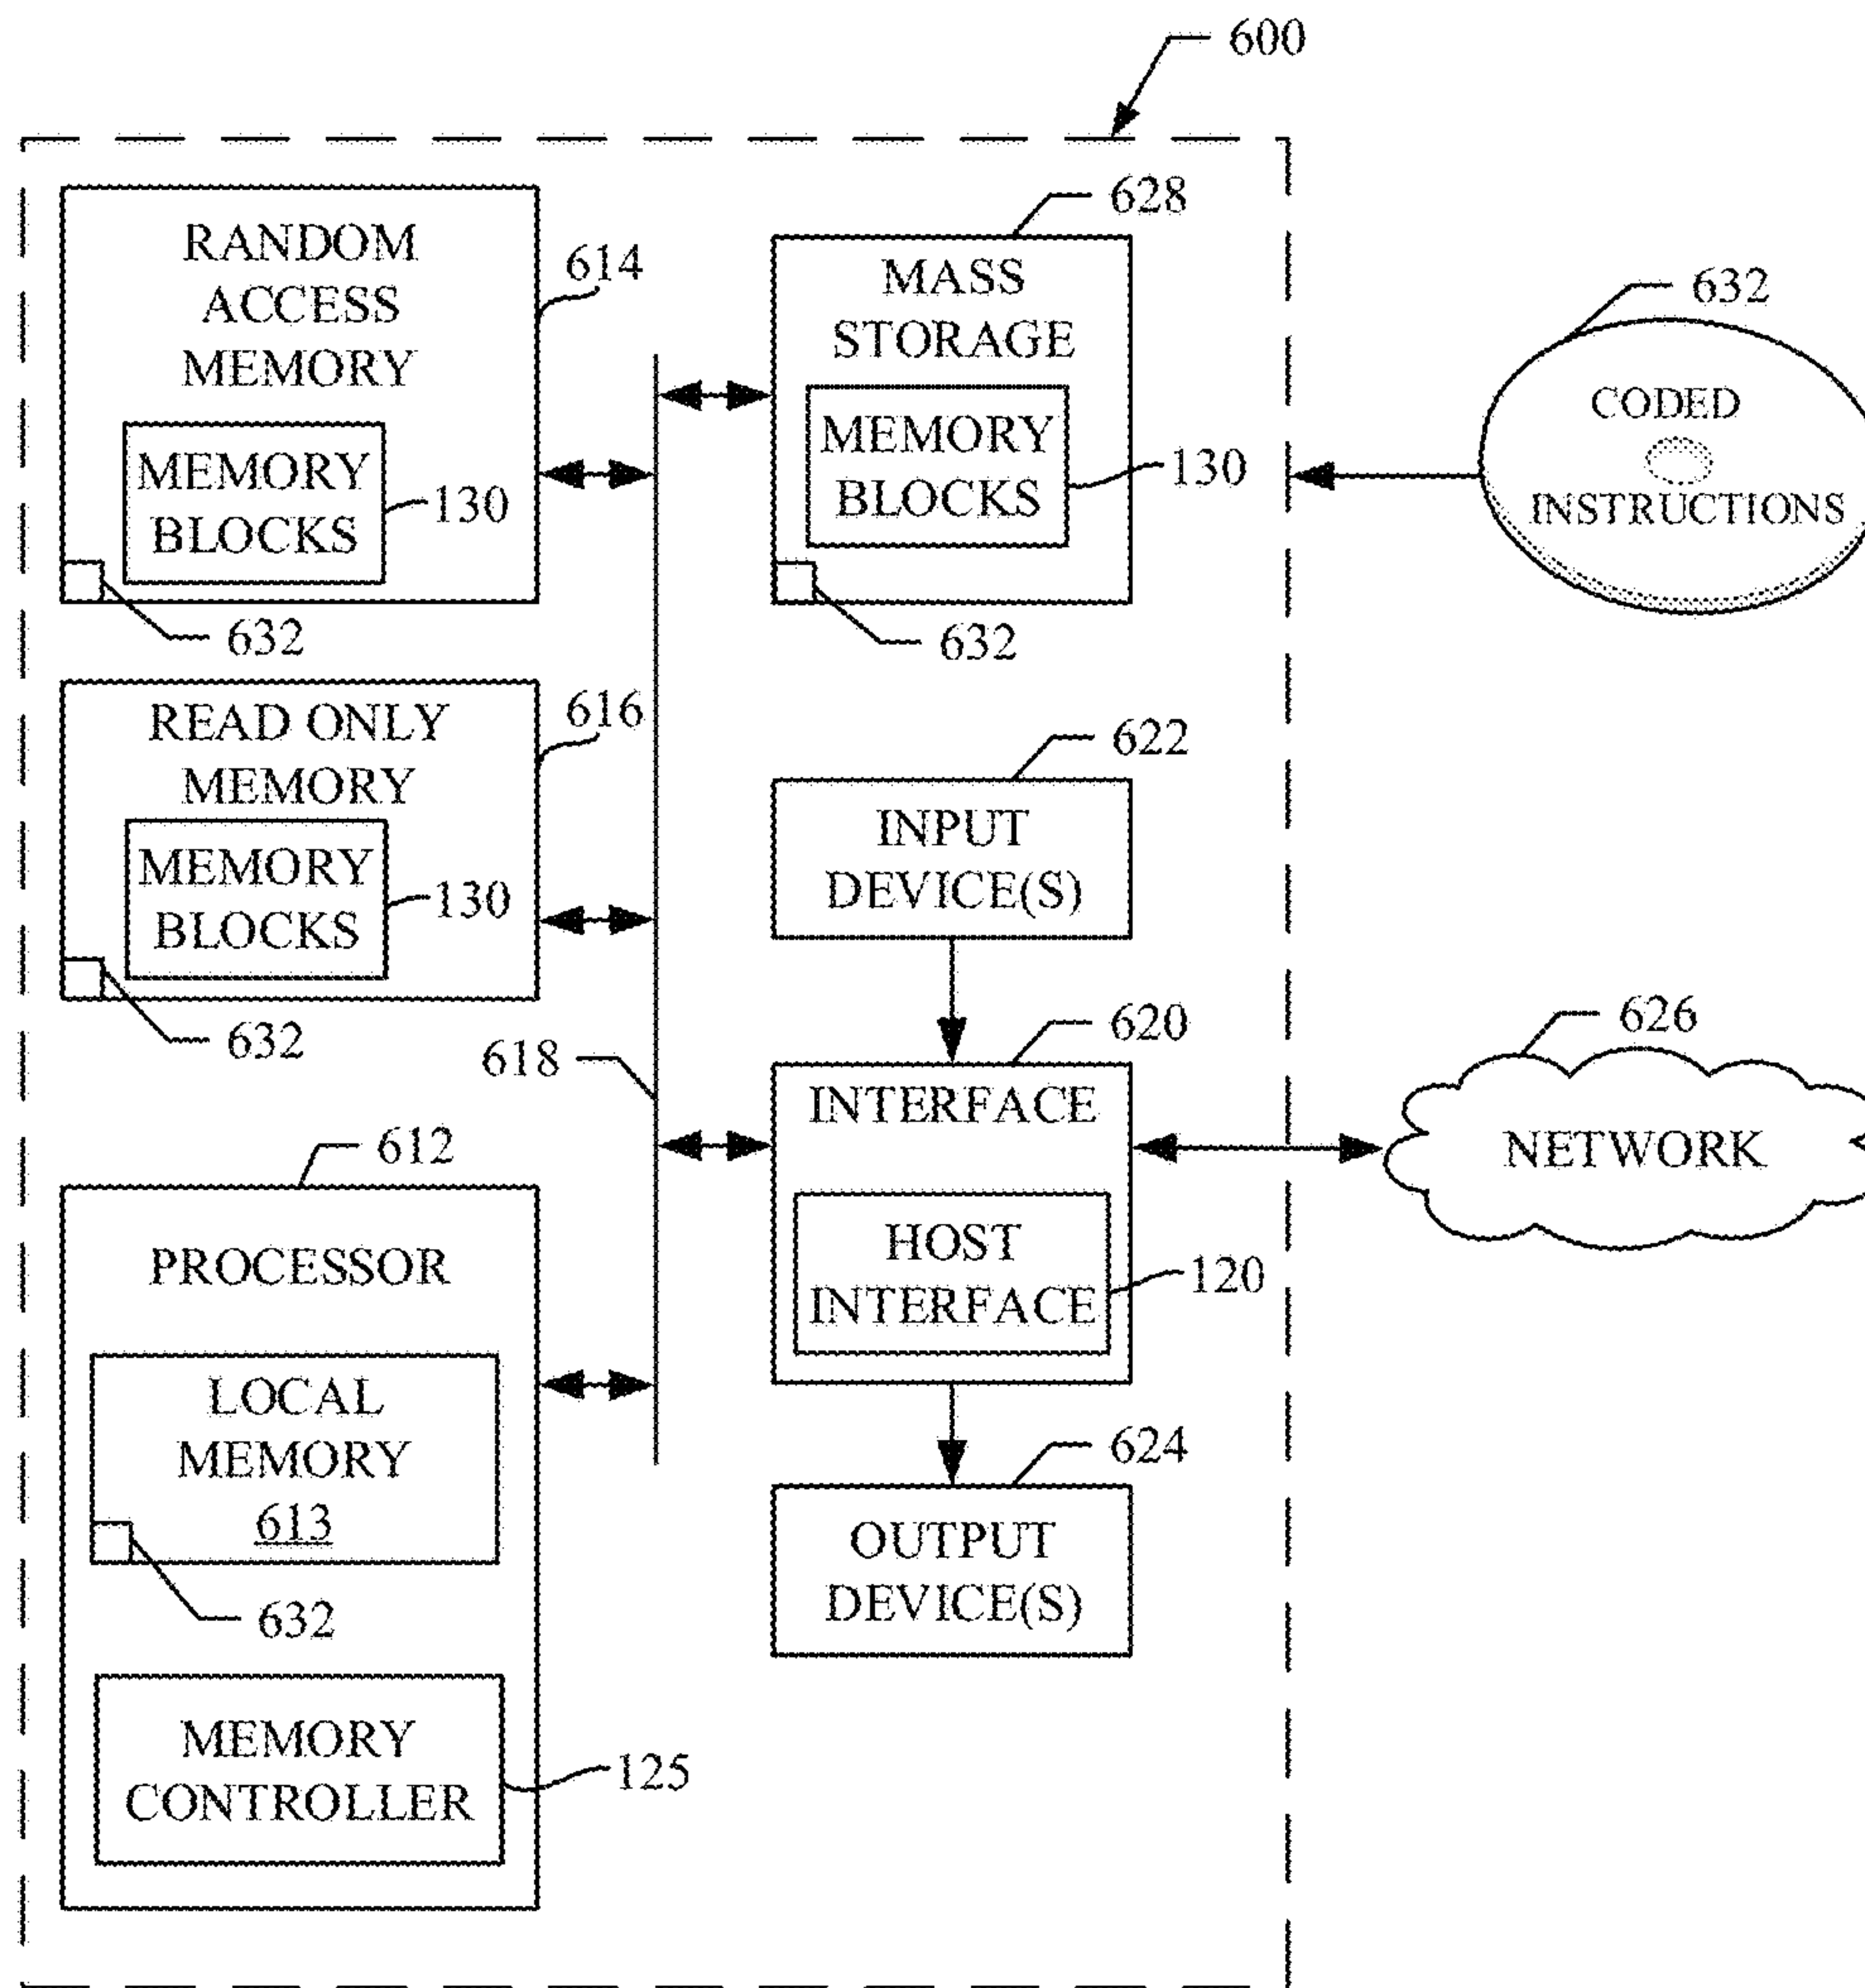 600
RANDOM
ACCESS
MEMORY
614
MEMORY
BLOCKS
130
632
628
MASS
STORAGE
MEMORY
BLOCKS
130
632
632
CODED
INSTRUCTIONS
READ ONLY
MEMORY
616
MEMORY
BLOCKS
130
632
622
INPUT
DEVICE(S)
618
620
INTERFACE
HOST
INTERFACE
120
626
NETWORK
612
PROCESSOR
LOCAL
MEMORY
613
632
MEMORY
CONTROLLER
125
624
OUTPUT
DEVICE(S)